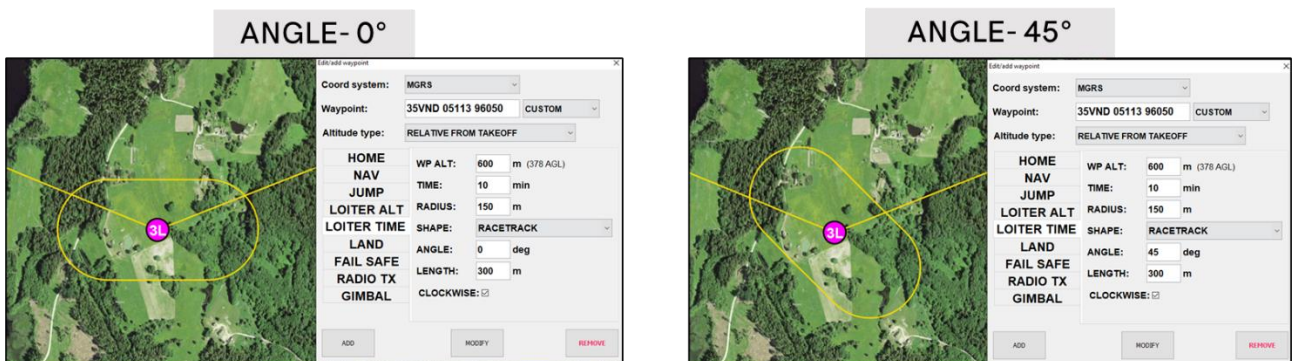 ANGLE- 0°
Edit/add waypoint
Coord system: MGRS
Waypoint: 35VND 05113 96050 CUSTOM
Altitude type: RELATIVE FROM TAKEOFF
HOME WP ALT: 600 m (378 AGL)
NAV TIME: 10 min
JUMP RADIUS: 150 m
LOITER ALT
LOITER TIME SHAPE: RACETRACK
LAND ANGLE: 0 deg
FAIL SAFE LENGTH: 300 m
RADIO TX CLOCKWISE:
GIMBAL
ADD MODIFY REMOVE
3L
ANGLE- 45°
Edit/add waypoint
Coord system: MGRS
Waypoint: 35VND 05113 96050 CUSTOM
Altitude type: RELATIVE FROM TAKEOFF
HOME WP ALT: 600 m (378 AGL)
NAV TIME: 10 min
JUMP RADIUS: 150 m
LOITER ALT
LOITER TIME SHAPE: RACETRACK
LAND ANGLE: 45 deg
FAIL SAFE LENGTH: 300 m
RADIO TX CLOCKWISE:
GIMBAL
ADD MODIFY REMOVE
3L